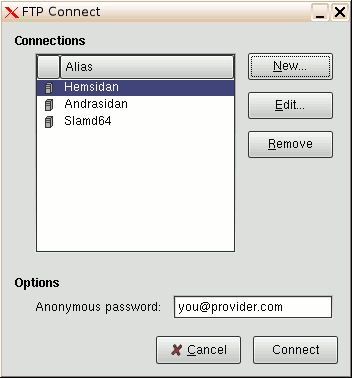 FTP Connect
Connections
Alias
New...
Hemsidan
Andrasidan
Edit...
Slamd64
Remove
Options
Anonymous password: you@provider.com
Cancel Connect